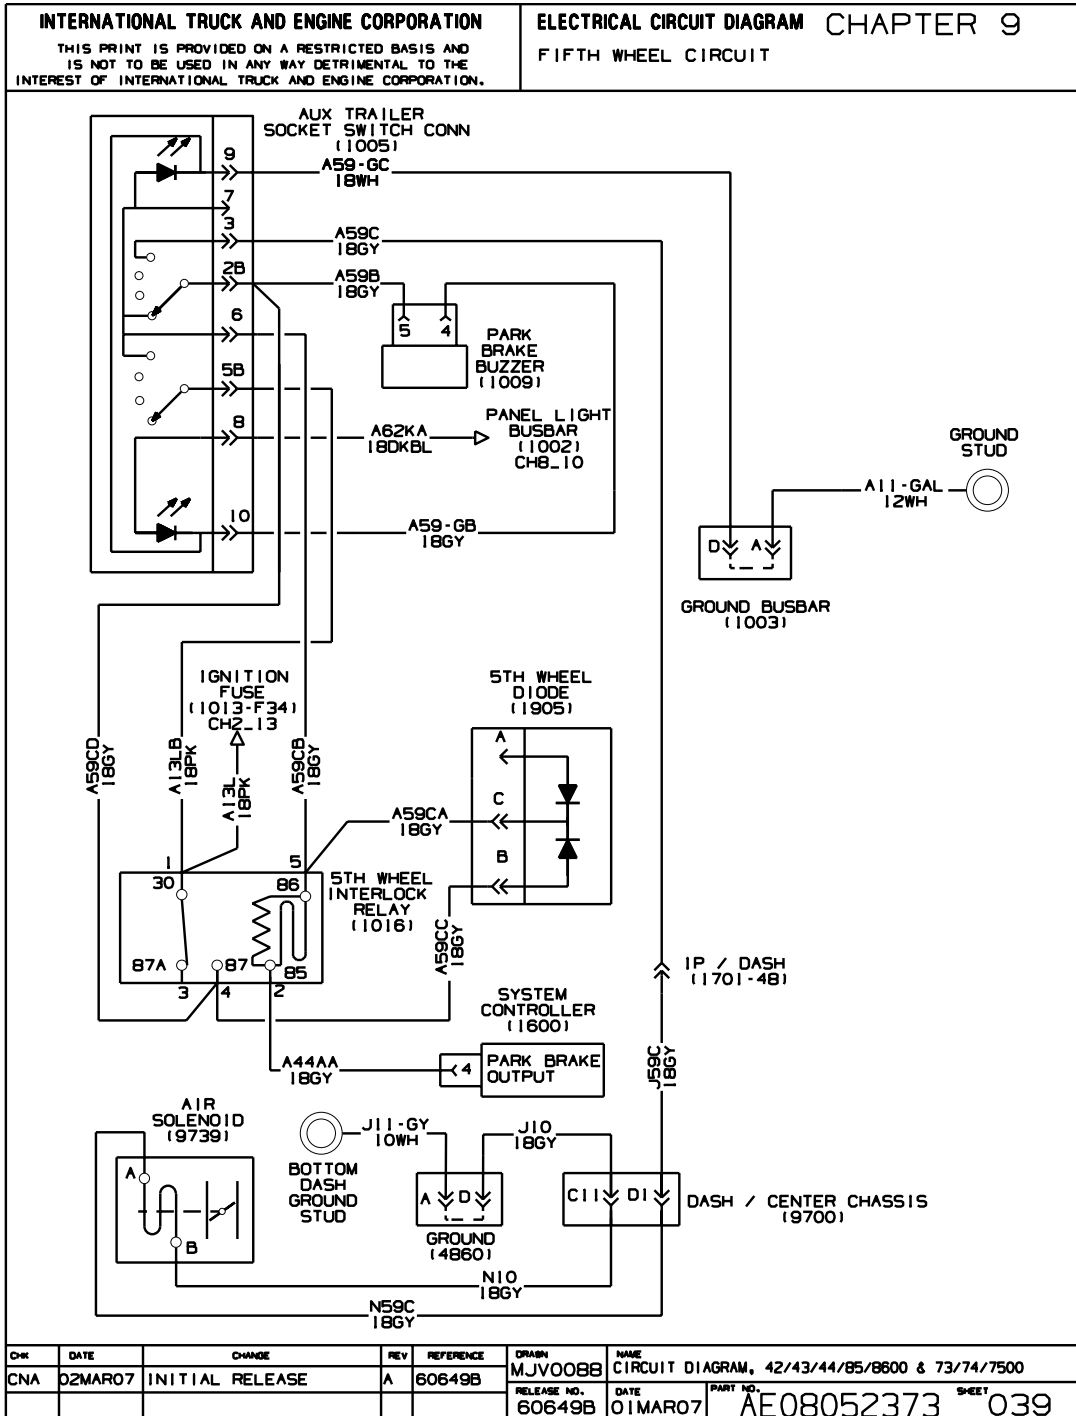 INTERNATIONAL TRUCK AND ENGINE CORPORATION
THIS PRINT IS PROVIDED ON A RESTRICTED BASIS AND
IS NOT TO BE USED IN ANY WAY DETRIMENTAL TO THE
INTEREST OF INTERNATIONAL TRUCK AND ENGINE CORPORATION.
ELECTRICAL CIRCUIT DIAGRAM CHAPTER 9
FIFTH WHEEL CIRCUIT
AUX TRAILER
SOCKET SWITCH CONN
(1005)
9
A59-GC
18WH
7
3
A59C
18GY
2B
A59B
18GY
6
5 4
PARK
BRAKE
BUZZER
(1009)
5B
8
A62KA
18DKBL
PANEL LIGHT
BUSBAR
(1002)
CH8_10
GROUND
STUD
A11-GAL
12WH
10
A59-GB
18GY
D A
GROUND BUSBAR
(1003)
IGNITION
FUSE
(1013-F34)
CH2_13
5TH WHEEL
DIODE
(1905)
A59CD
18GY
A13LB
18PK
A13L
18PK
A59CB
18GY
A
C
B
A59CA
18GY
1
5
30
86
5TH WHEEL
INTERLOCK
RELAY
(1016)
87A
87
85
3 4 2
A59CC
18GY
IP / DASH
(1701-48)
SYSTEM
CONTROLLER
(1600)
A44AA
18GY
4
PARK BRAKE
OUTPUT
J59C
18GY
AIR
SOLENOID
(9739)
A
B
BOTTOM
DASH
GROUND
STUD
J11-GY
10WH
J10
18GY
A D
GROUND
(4860)
C11 D1
DASH / CENTER CHASSIS
(9700)
N10
18GY
N59C
18GY
CHK DATE CHANGE REV REFERENCE
CNA 02MAR07 INITIAL RELEASE A 60649B
DRAWN
MJV0088
NAME
CIRCUIT DIAGRAM, 42/43/44/85/8600 & 73/74/7500
RELEASE NO.
60649B
DATE
01MAR07
PART NO.
AE08052373
SHEET
039